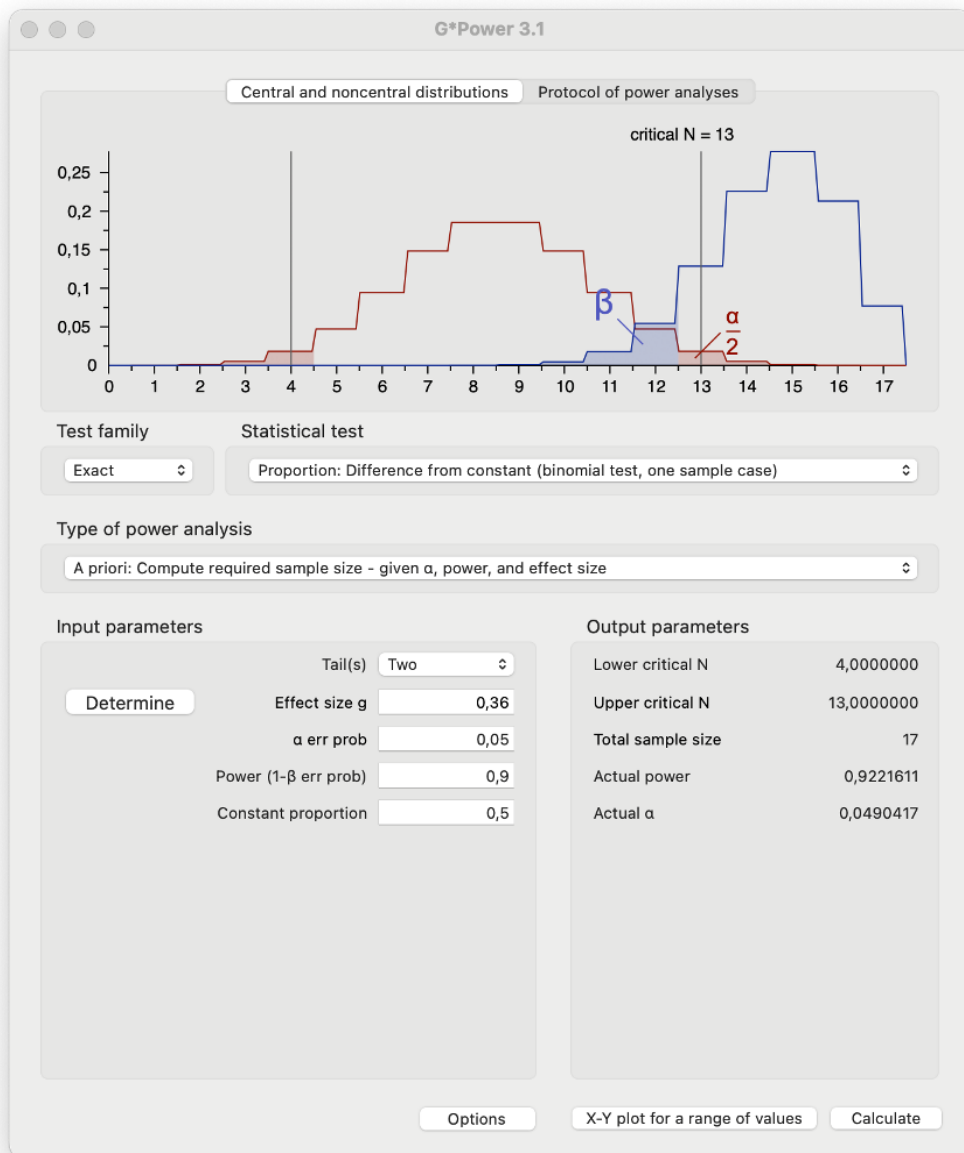 G*Power 3.1
Central and noncentral distributions
Protocol of power analyses
critical N = 13
0,25
0,2
0,15
0,1
0,05
0
β
α
2
0 1 2 3 4 5 6 7 8 9 10 11 12 13 14 15 16 17
Test family
Statistical test
Exact
Proportion: Difference from constant (binomial test, one sample case)
Type of power analysis
A priori: Compute required sample size - given α, power, and effect size
Input parameters
Output parameters
Tail(s) Two
Lower critical N 4,0000000
Determine
Effect size g 0,36
Upper critical N 13,0000000
α err prob 0,05
Total sample size 17
Power (1-β err prob) 0,9
Actual power 0,9221611
Constant proportion 0,5
Actual α 0,0490417
Options
X-Y plot for a range of values
Calculate